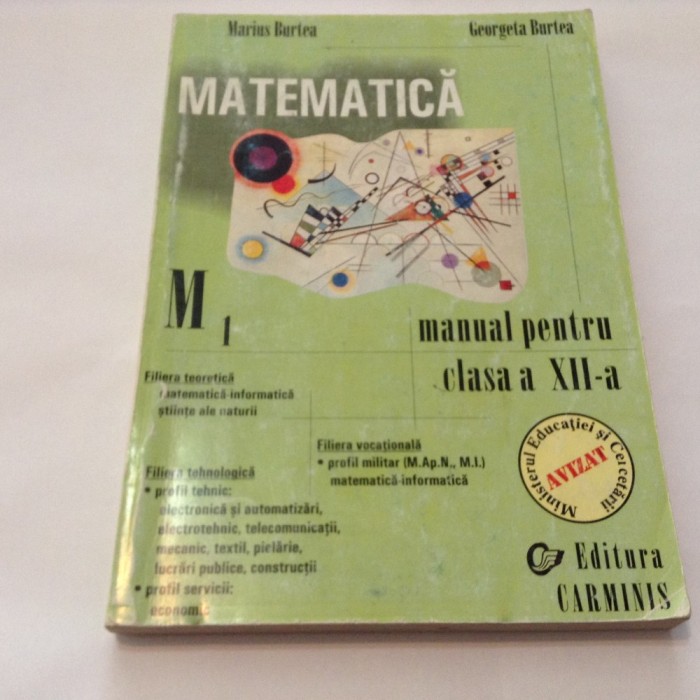 Marius Burtea
Georgeta Burtea
MATEMATICĂ
M 1
manual pentru
clasa a XII-a
Filiera teoretică
matematică-informatică
științe ale naturii
Filiera vocațională
• profil militar (M.Ap.N., M.I.)
matematică-informatică
Filiera tehnologică
• profil tehnic:
electronică și automatizări,
electrotehnic, telecomunicații,
mecanic, textil, pielărie,
lucrări publice, construcții
• profil servicii:
economic
Ministerul Educației și Cercetării
AVIZAT
Editura
CARMINIS